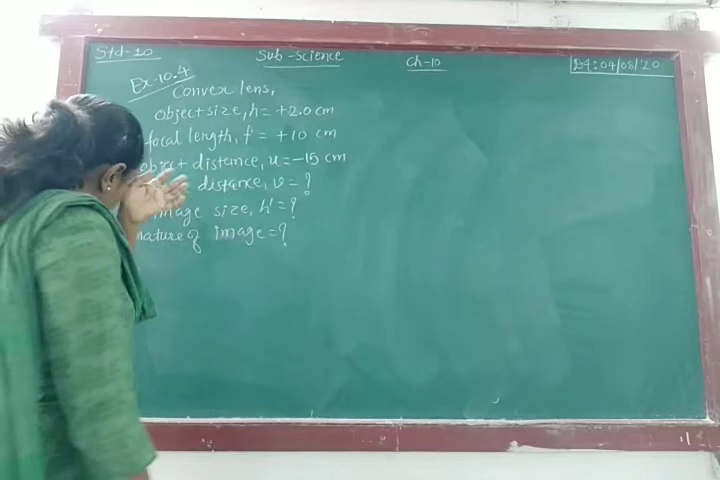 Std-10
Sub-Science
Ch-10
Dt: 04/08/20
Ex-10.4
Convex lens,
object size, h = +2.0 cm
focal length, f = +10 cm
object distance, u = -15 cm
distance, v = ?
image size, h' = ?
nature of image = ?